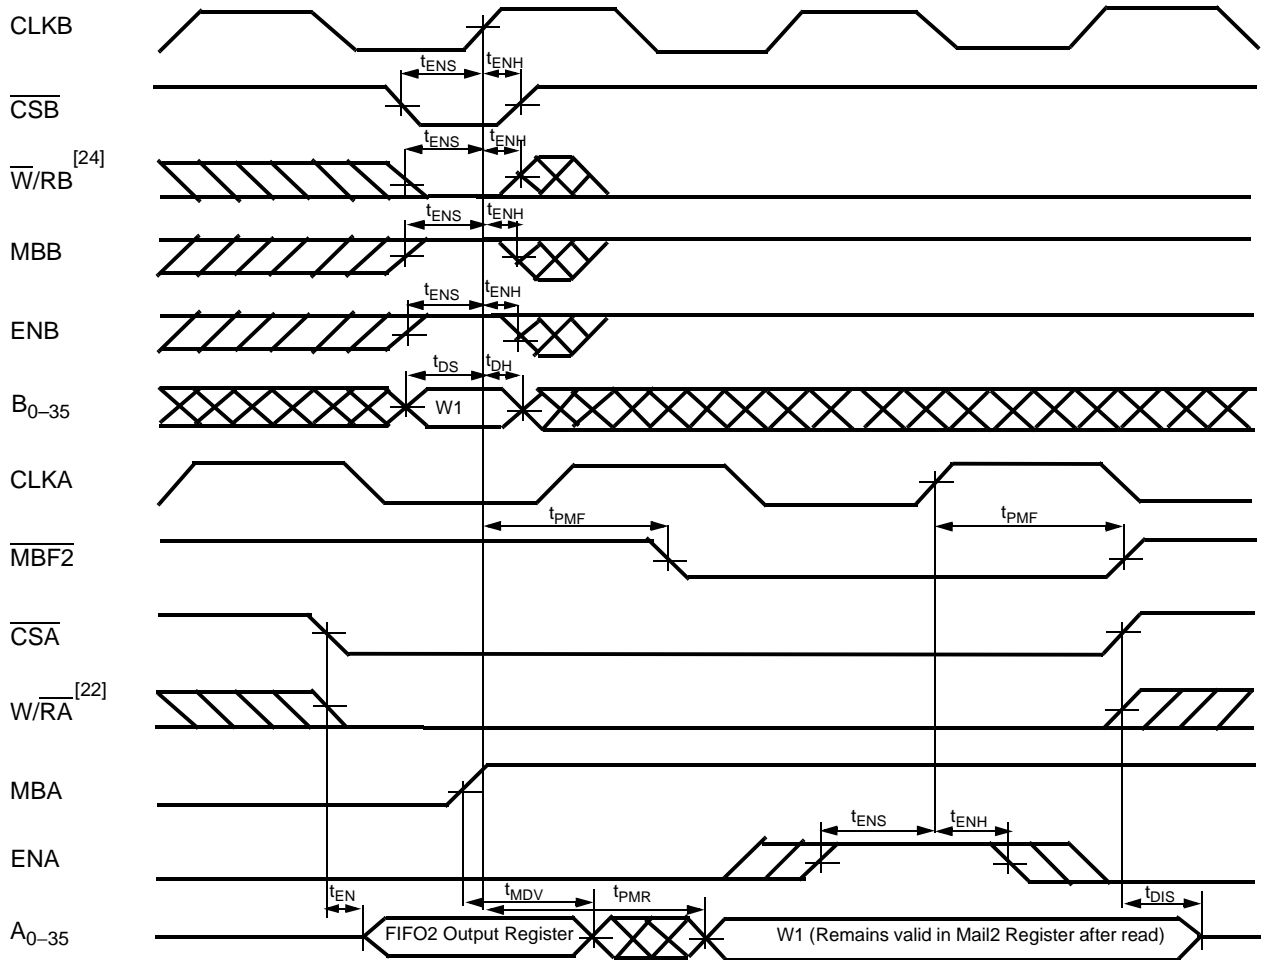 CLKB
tENS tENH
CSB
tENS tENH
W/RB[24]
tENS tENH
MBB
tENS tENH
ENB
tDS tDH
B0–35 W1
CLKA
tPMF tPMF
MBF2
CSA
W/RA[22]
MBA
tENS tENH
ENA
tEN tMDV tPMR tDIS
A0–35 FIFO2 Output Register W1 (Remains valid in Mail2 Register after read)